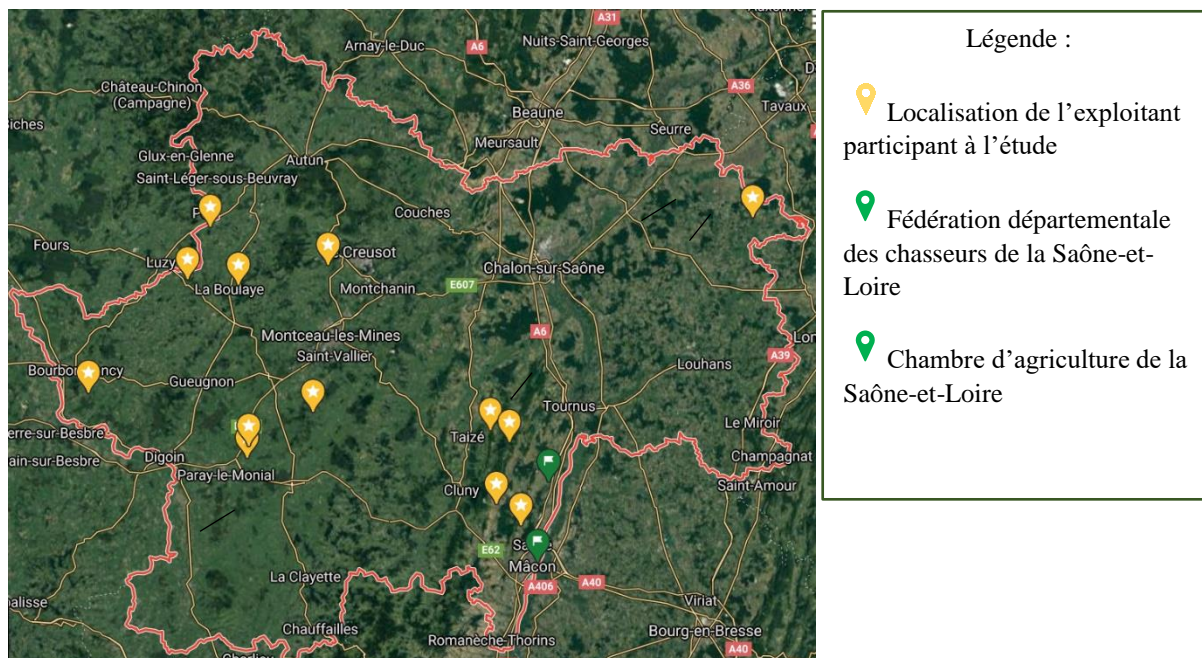 A31
Nuits-Saint-Georges
Arnay-le-Duc
A6
Château-Chinon
(Campagne)
A36
Tavaux
Beaune
Seurre
Meursault
Glux-en-Glenne
Autun
Saint-Léger-sous-Beuvray
Couches
Fours
Luzy
Creusot
Chalon-sur-Saône
La Boulaye
Montchanin
E607
Montceau-les-Mines
Saint-Vallier
A6
A39
Louhans
Gueugnon
Tournus
Taizé
Le Miroir
Digoin
Paray-le-Monial
Champagnat
Saint-Amour
Cluny
E62
Mâcon
A406
A40
La Clayette
Viriat
Chauffailles
Romanèche-Thorins
Bourg-en-Bresse
A40
Légende :
Localisation de l’exploitant
participant à l’étude
Fédération départementale
des chasseurs de la Saône-et-
Loire
Chambre d’agriculture de la
Saône-et-Loire